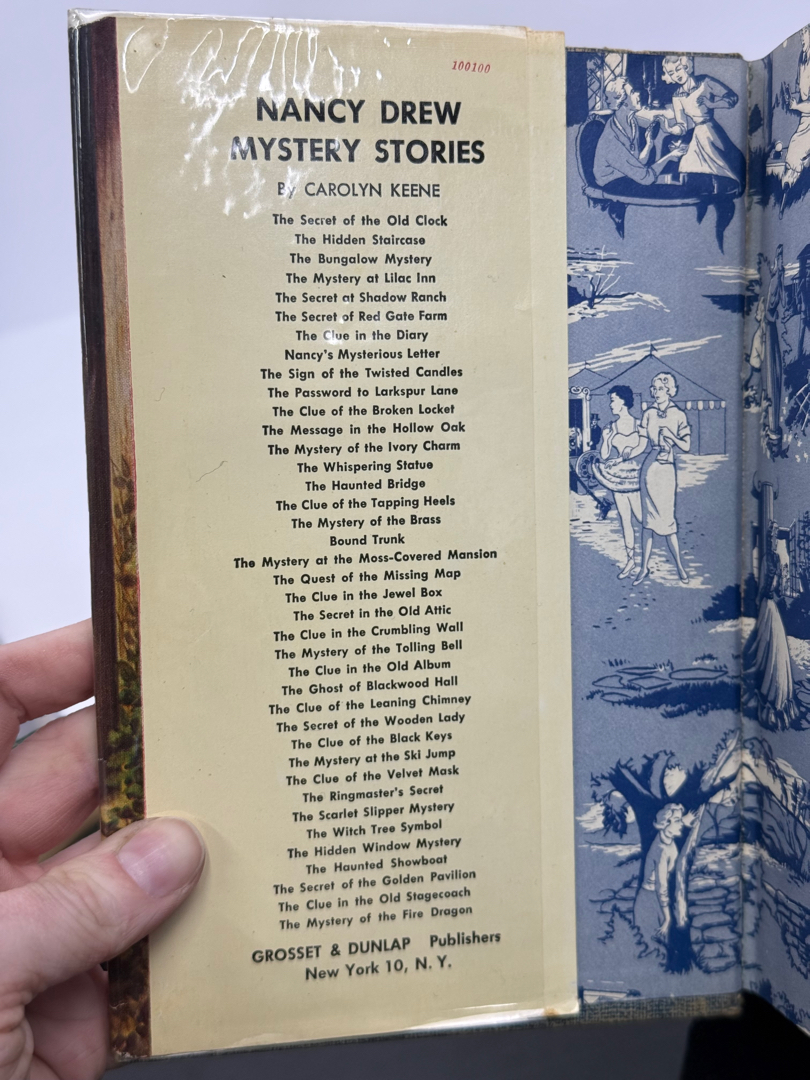 100100
NANCY DREW
MYSTERY STORIES
By CAROLYN KEENE
The Secret of the Old Clock
The Hidden Staircase
The Bungalow Mystery
The Mystery at Lilac Inn
The Secret at Shadow Ranch
The Secret of Red Gate Farm
The Clue in the Diary
Nancy's Mysterious Letter
The Sign of the Twisted Candles
The Password to Larkspur Lane
The Clue of the Broken Locket
The Message in the Hollow Oak
The Mystery of the Ivory Charm
The Whispering Statue
The Haunted Bridge
The Clue of the Tapping Heels
The Mystery of the Brass
Bound Trunk
The Mystery at the Moss-Covered Mansion
The Quest of the Missing Map
The Clue in the Jewel Box
The Secret in the Old Attic
The Clue in the Crumbling Wall
The Mystery of the Tolling Bell
The Clue in the Old Album
The Ghost of Blackwood Hall
The Clue of the Leaning Chimney
The Secret of the Wooden Lady
The Clue of the Black Keys
The Mystery at the Ski Jump
The Clue of the Velvet Mask
The Ringmaster's Secret
The Scarlet Slipper Mystery
The Witch Tree Symbol
The Hidden Window Mystery
The Haunted Showboat
The Secret of the Golden Pavilion
The Clue in the Old Stagecoach
The Mystery of the Fire Dragon
GROSSET & DUNLAP Publishers
New York 10, N. Y.